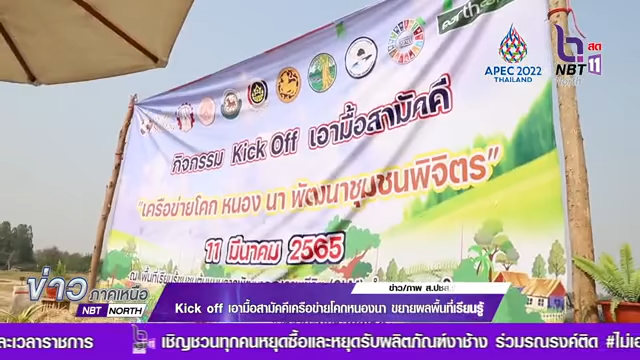 APEC 2022
THAILAND
สด
NBT 11
กิจกรรม Kick Off เอามื้อสามัคคี
"เครือข่ายโคก หนอง นา พัฒนาชุมชนพิจิตร"
11 มีนาคม 2565
ข่าว/ภาพ ส.ปชส.
ข่าว
ภาคเหนือ
NBT NORTH
Kick off เอามื้อสามัคคีเครือข่ายโคกหนองนา ขยายผลพื้นที่เรียนรู้
ละเวลาราชการ เชิญชวนทุกคนหยุดซื้อและหยุดรับผลิตภัณฑ์งาช้าง ร่วมรณรงค์ติด #ไม่เอ